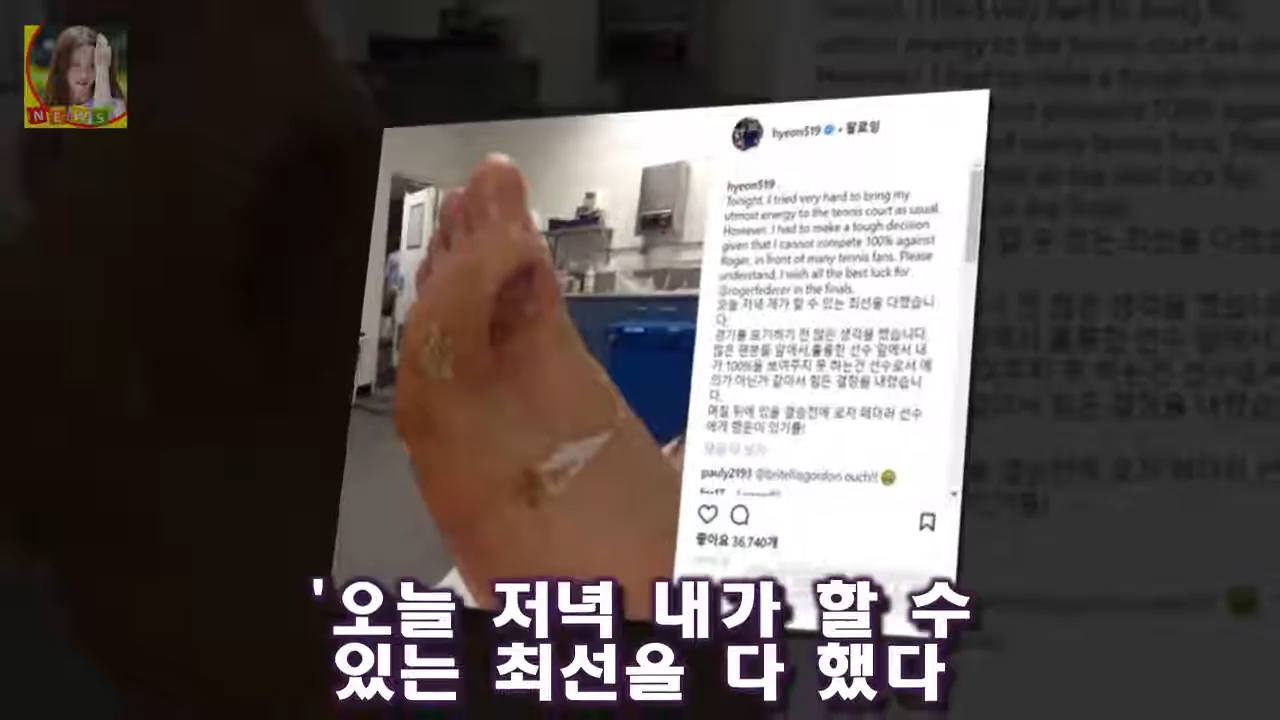 NEWS
hyeon519 • 팔로잉
hyeon519
Tonight, I tried very hard to bring my
utmost energy to the tennis court as usual.
However, I had to make a tough decision
given that I cannot compete 100% against
Roger, in front of many tennis fans. Please
understand. I wish all the best luck for
@rogerfederer in the finals.
오늘 저녁 제가 할 수 있는 최선을 다했습니
다.
경기를 포기하기 전 많은 생각을 했습니다.
많은 팬분들 앞에서, 훌륭한 선수 앞에서 내
가 100%을 보여주지 못 하는건 선수로서 예
의가 아닌거 같아서 힘든 결정을 내렸습니
다.
며칠 뒤에 있을 결승전에 로저 페더러 선수
에게 행운이 있기를!
pauly2193 @britellisgordon ouch!!
좋아요 36,740개
'오늘 저녁 내가 할 수
있는 최선을 다 했다